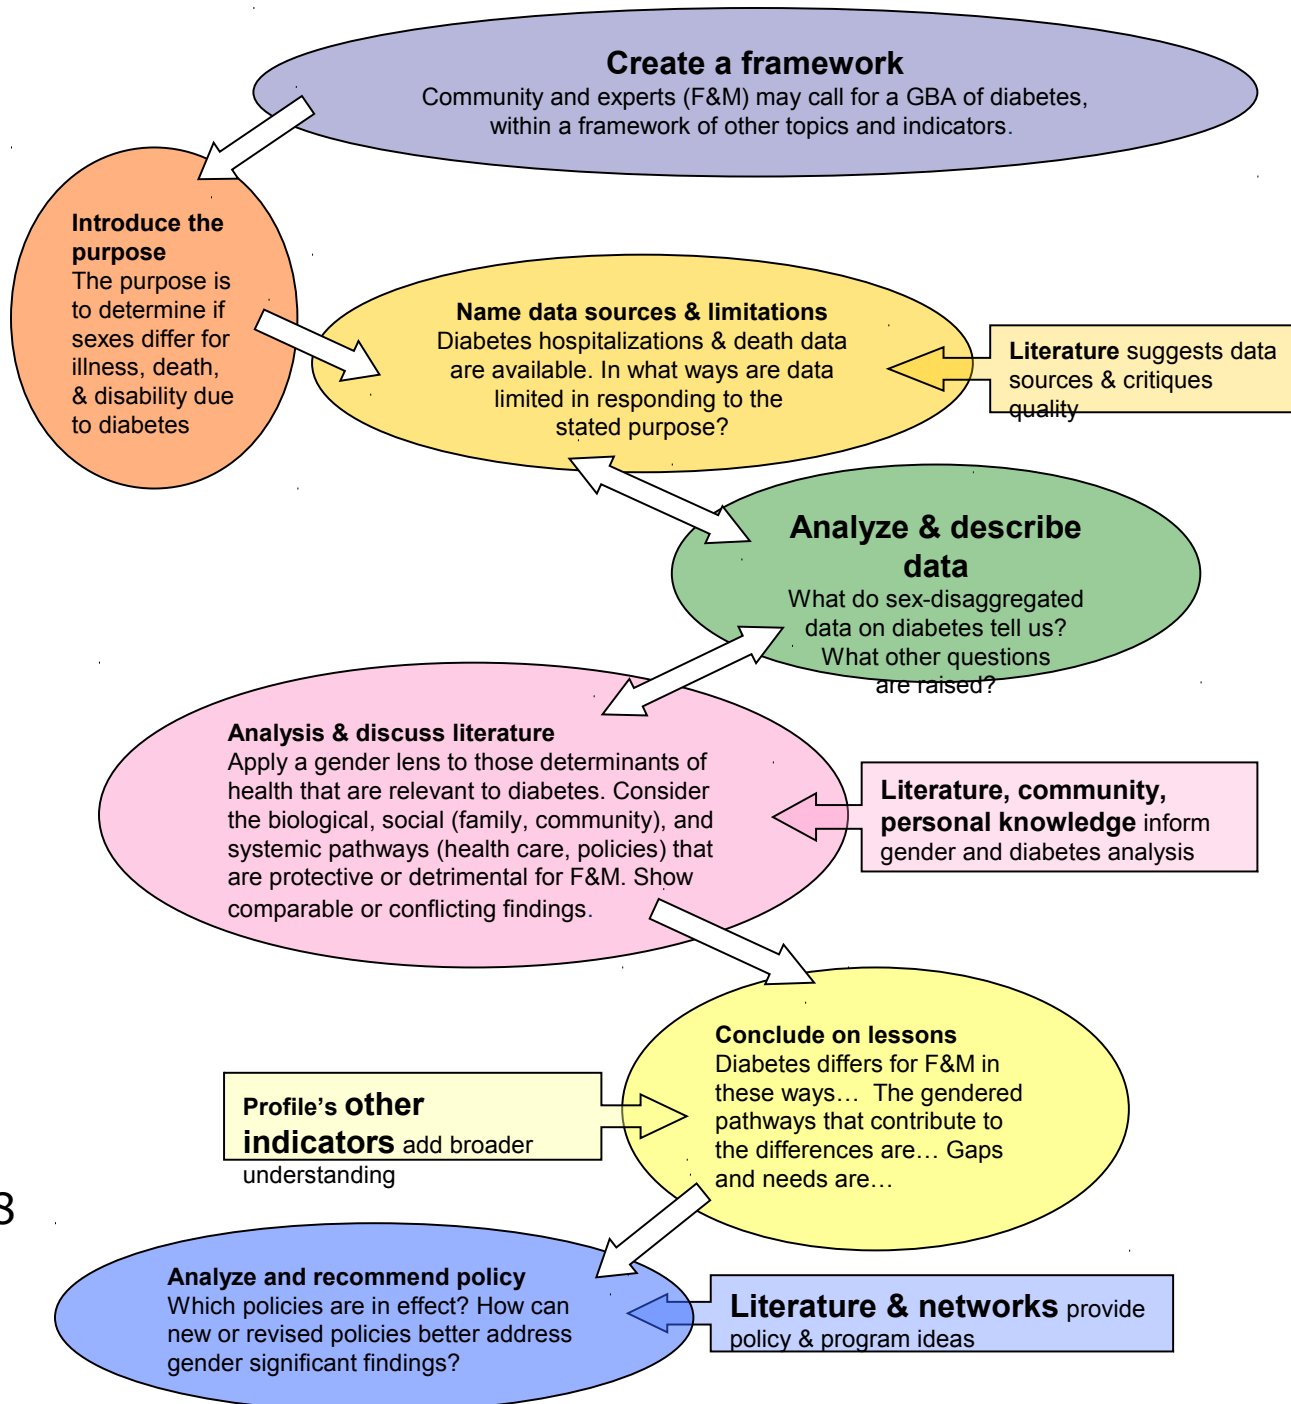 Create a framework
Community and experts (F&M) may call for a GBA of diabetes,
within a framework of other topics and indicators.
Introduce the
purpose
The purpose is
to determine if
sexes differ for
illness, death,
& disability due
to diabetes
Name data sources & limitations
Diabetes hospitalizations & death data
are available. In what ways are data
limited in responding to the
stated purpose?
Literature suggests data
sources & critiques
quality
Analyze & describe
data
What do sex-disaggregated
data on diabetes tell us?
What other questions
are raised?
Analysis & discuss literature
Apply a gender lens to those determinants of
health that are relevant to diabetes. Consider
the biological, social (family, community), and
systemic pathways (health care, policies) that
are protective or detrimental for F&M. Show
comparable or conflicting findings.
Literature, community,
personal knowledge inform
gender and diabetes analysis
Conclude on lessons
Diabetes differs for F&M in
these ways… The gendered
pathways that contribute to
the differences are… Gaps
and needs are…
Profile's other
indicators add broader
understanding
8
Analyze and recommend policy
Which policies are in effect? How can
new or revised policies better address
gender significant findings?
Literature & networks provide
policy & program ideas